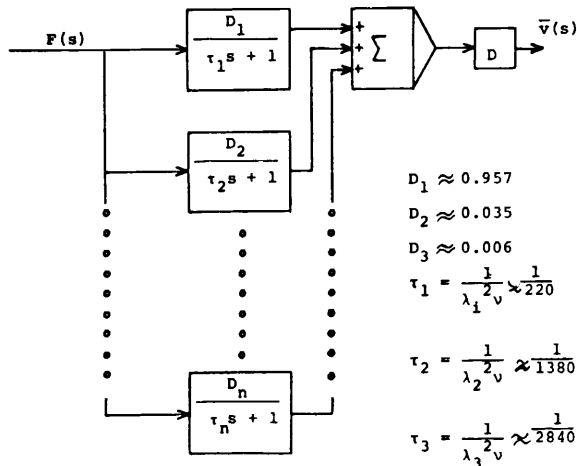 F(s)
D₁
τ₁s + 1
+
+
+
Σ
D
v̄(s)
D₂
τ₂s + 1
Dₙ
τₙs + 1
D₁ ≈ 0.957
D₂ ≈ 0.035
D₃ ≈ 0.006
τ₁ = 1/λᵢ²ν ≈ 1/220
τ₂ = 1/λ₂²ν ≈ 1/1380
τ₃ = 1/λ₃²ν ≈ 1/2840